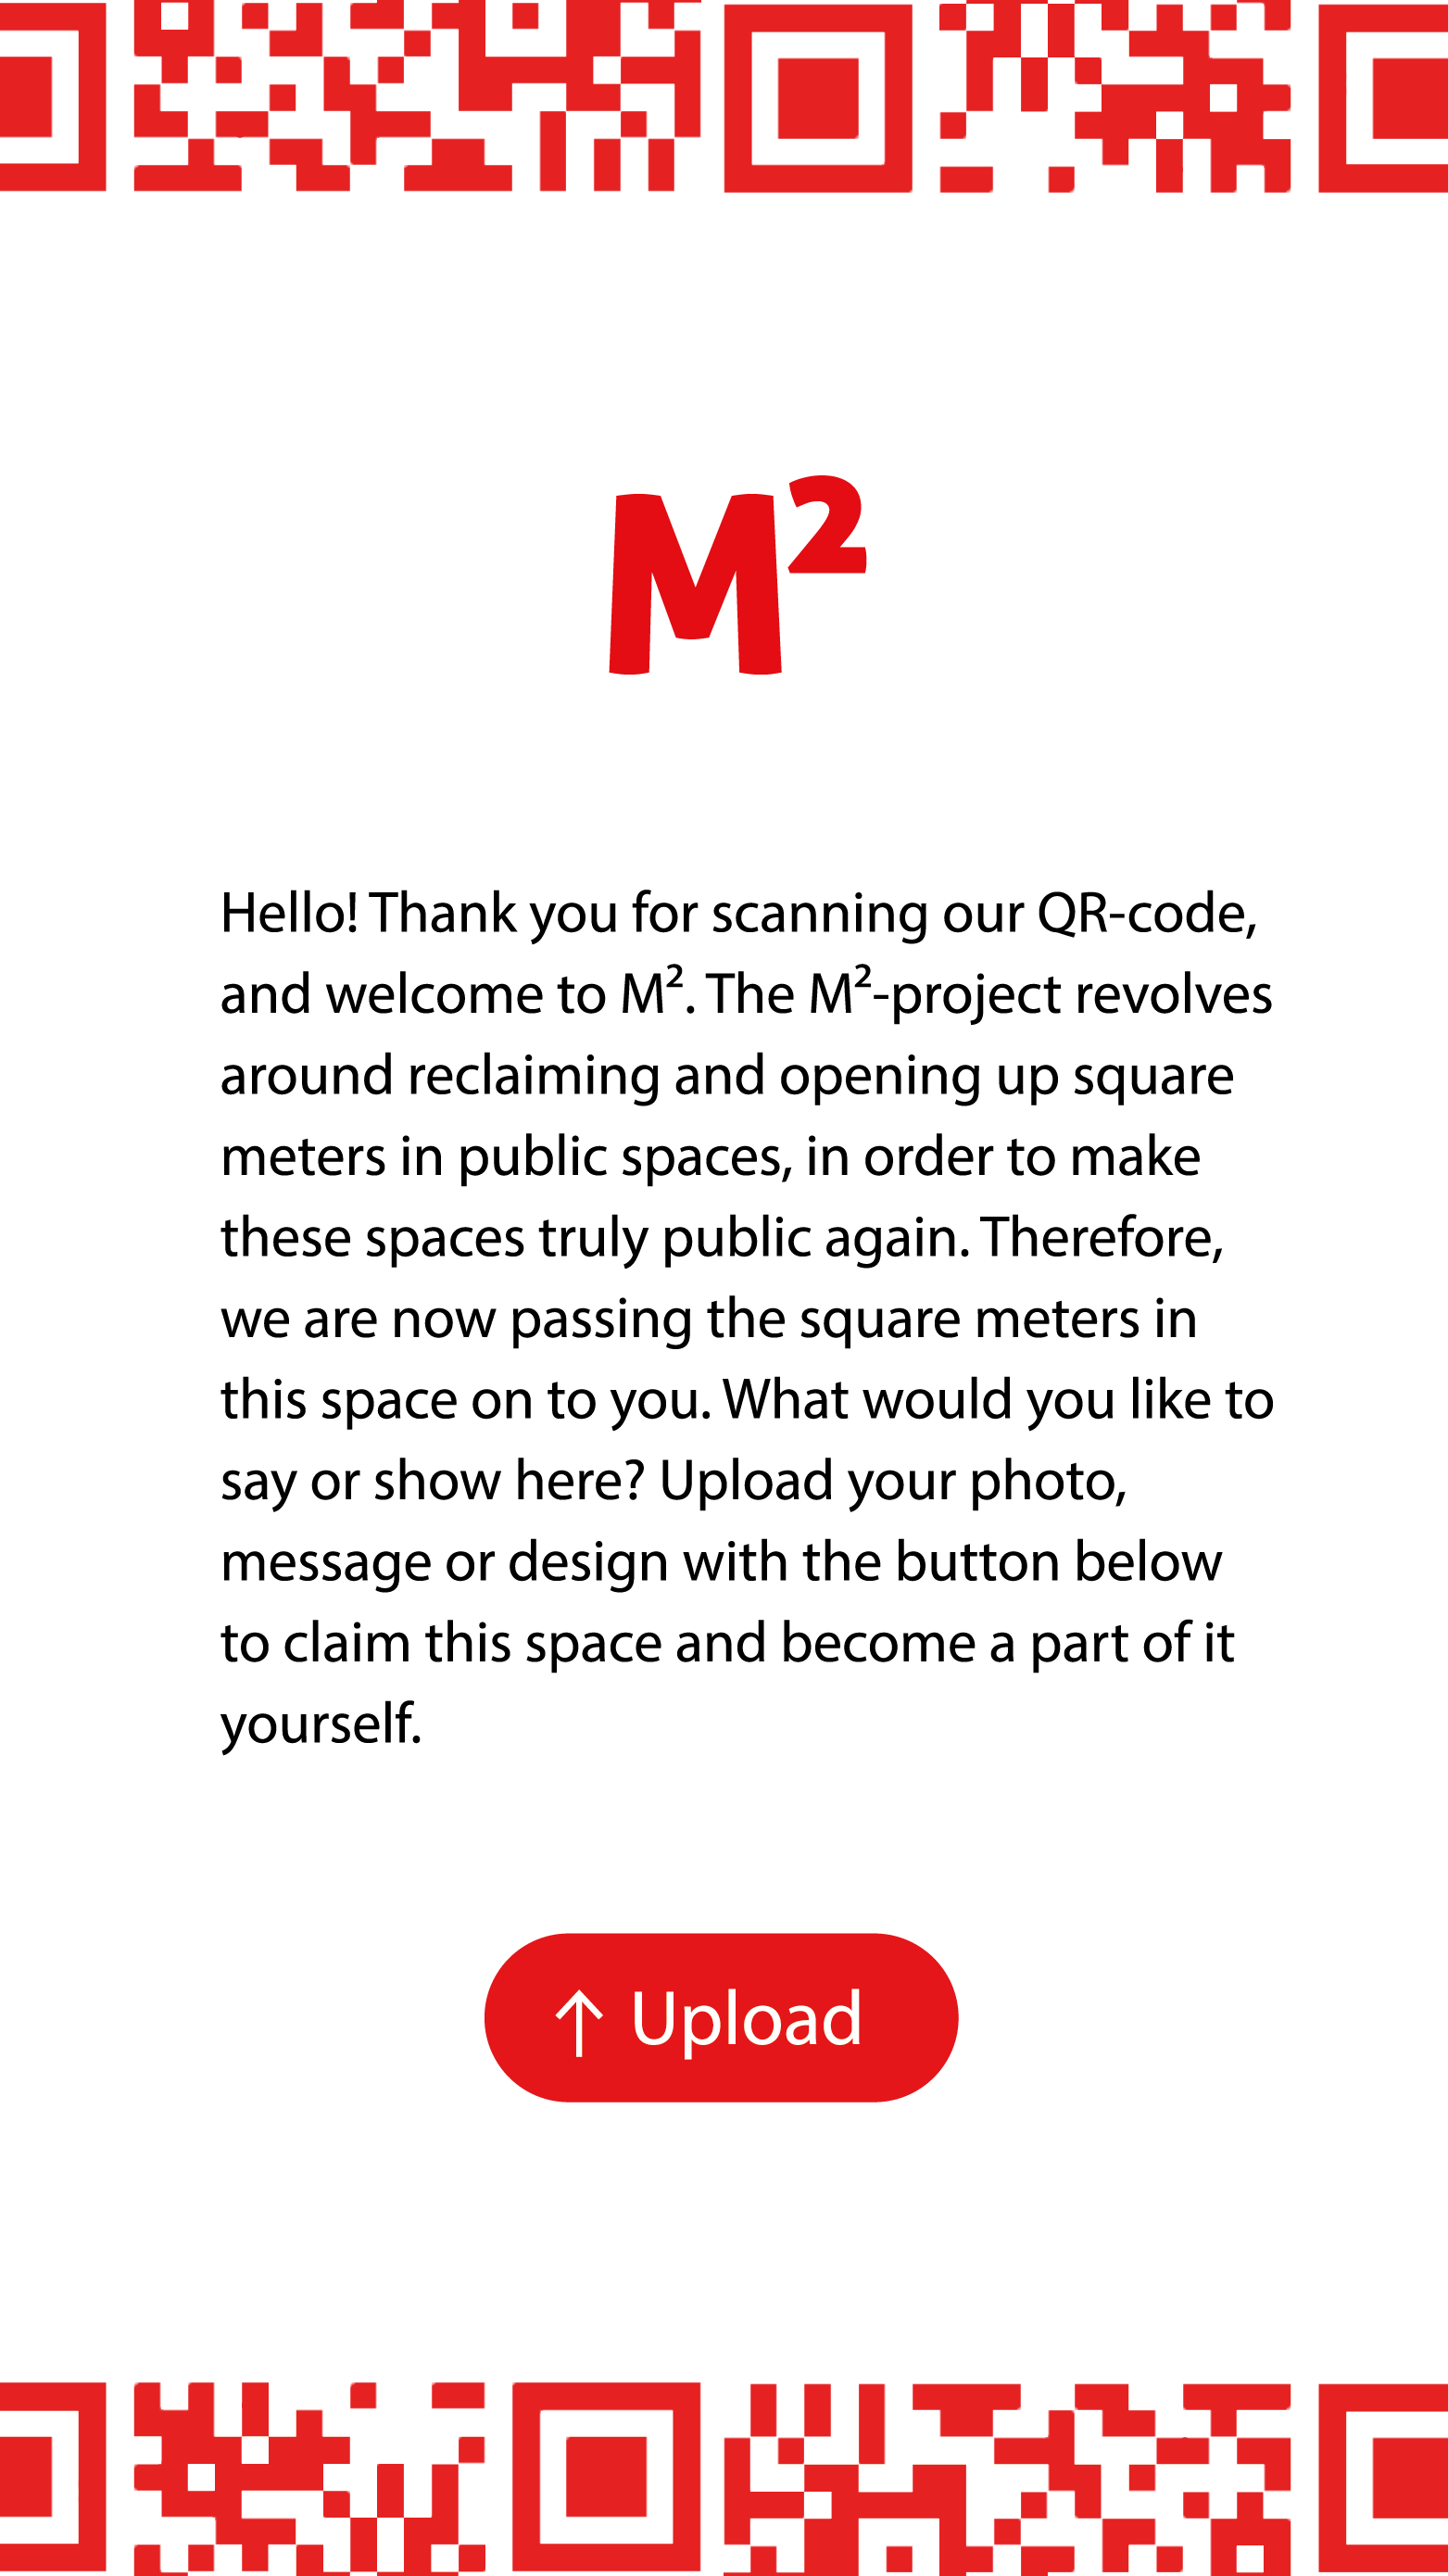 M²
Hello! Thank you for scanning our QR-code,
and welcome to M². The M²-project revolves
around reclaiming and opening up square
meters in public spaces, in order to make
these spaces truly public again. Therefore,
we are now passing the square meters in
this space on to you. What would you like to
say or show here? Upload your photo,
message or design with the button below
to claim this space and become a part of it
yourself.
↑ Upload